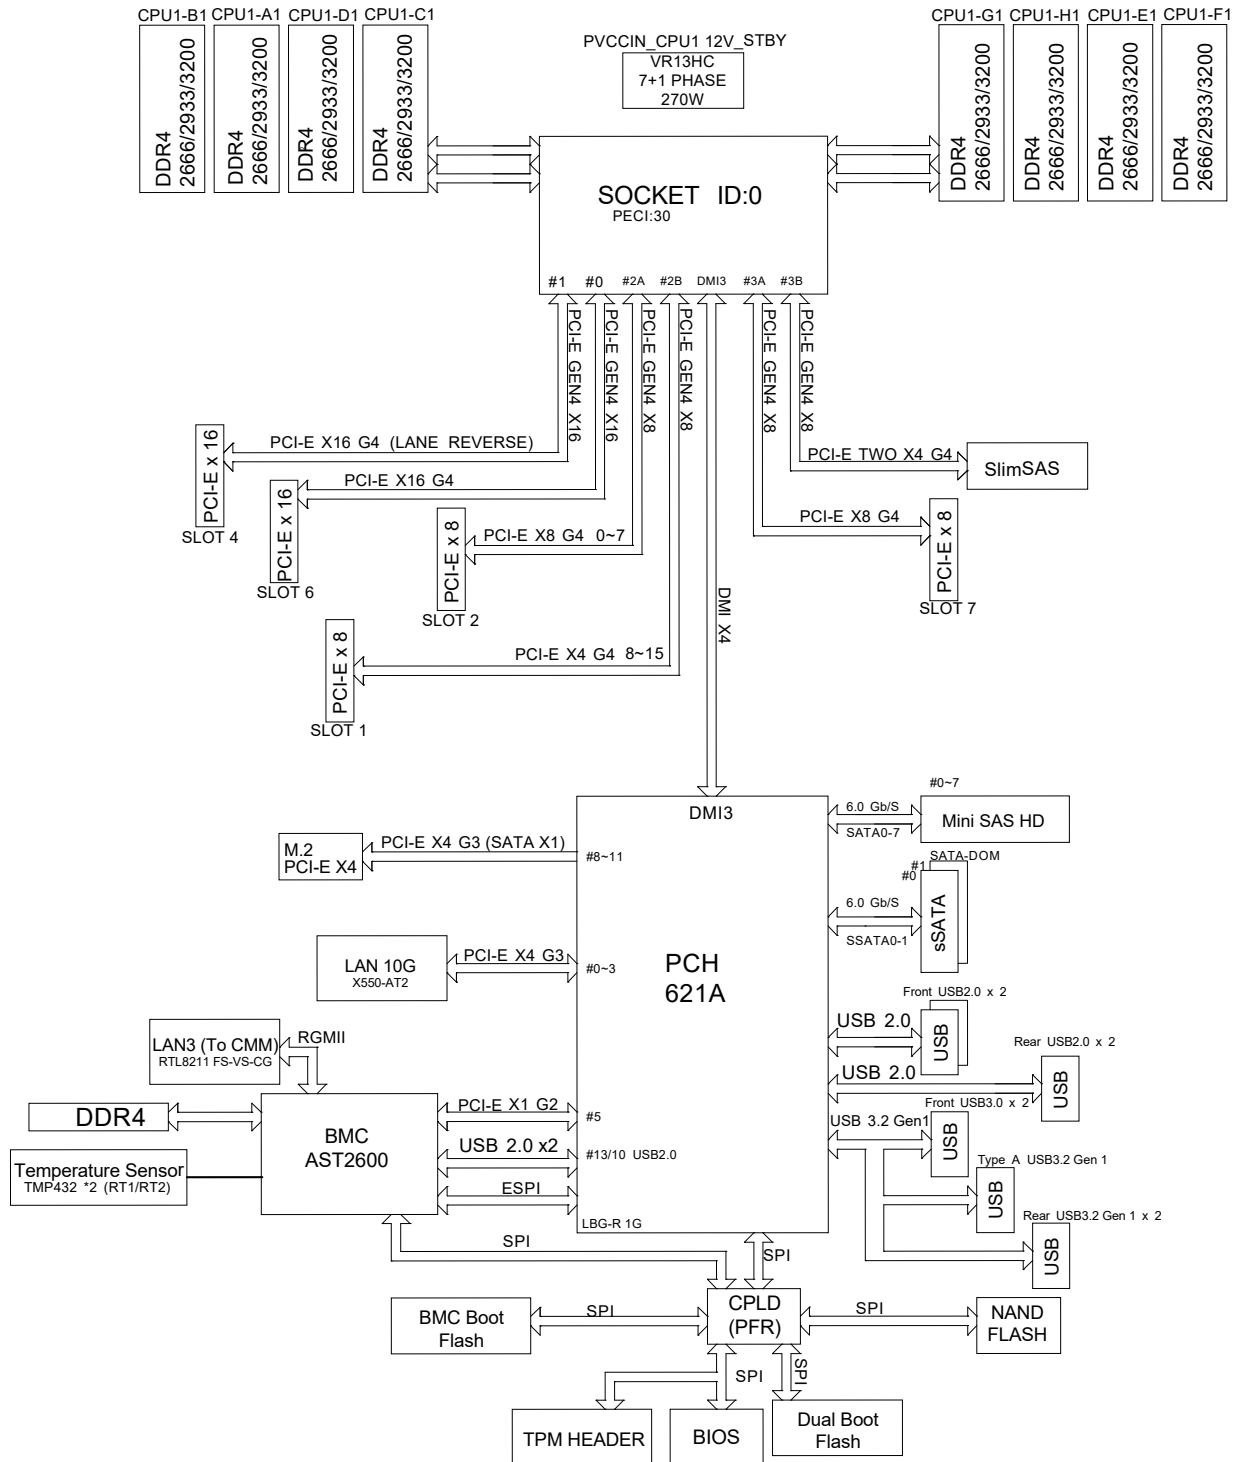 CPU1-B1 CPU1-A1 CPU1-D1 CPU1-C1
CPU1-G1 CPU1-H1 CPU1-E1 CPU1-F1
DDR4
2666/2933/3200
DDR4
2666/2933/3200
DDR4
2666/2933/3200
DDR4
2666/2933/3200
PVCCIN_CPU1 12V_STBY
VR13HC
7+1 PHASE
270W
DDR4
2666/2933/3200
DDR4
2666/2933/3200
DDR4
2666/2933/3200
DDR4
2666/2933/3200
SOCKET ID:0
PECI:30
#1 #0 #2A #2B DMI3 #3A #3B
PCI-E GEN4 X16
PCI-E GEN4 X16
PCI-E GEN4 X8
PCI-E GEN4 X8
PCI-E GEN4 X8
PCI-E GEN4 X8
PCI-E X16 G4 (LANE REVERSE)
PCI-E x 16
SLOT 4
PCI-E X16 G4
PCI-E x 16
SLOT 6
PCI-E X8 G4 0~7
PCI-E x 8
SLOT 2
PCI-E X4 G4 8~15
PCI-E x 8
SLOT 1
PCI-E TWO X4 G4
SlimSAS
PCI-E X8 G4
PCI-E x 8
SLOT 7
DMI X4
DMI3
PCH
621A
LBG-R 1G
M.2
PCI-E X4
PCI-E X4 G3 (SATA X1)
#8~11
LAN 10G
X550-AT2
PCI-E X4 G3
#0~3
LAN3 (To CMM)
RTL8211 FS-VS-CG
RGMII
DDR4
BMC
AST2600
Temperature Sensor
TMP432 *2 (RT1/RT2)
PCI-E X1 G2
#5
USB 2.0 x2
#13/10 USB2.0
ESPI
#0~7
6.0 Gb/S
SATA0-7
Mini SAS HD
SATA-DOM
#1
#0
6.0 Gb/S
SSATA0-1
sSATA
Front USB2.0 x 2
USB 2.0
USB
Rear USB2.0 x 2
USB 2.0
USB
Front USB3.0 x 2
USB 3.2 Gen1
USB
Type A USB3.2 Gen 1
USB
Rear USB3.2 Gen 1 x 2
USB
SPI
SPI
CPLD
(PFR)
BMC Boot
Flash
SPI
SPI
NAND
FLASH
SPI
SPI
TPM HEADER
BIOS
Dual Boot
Flash